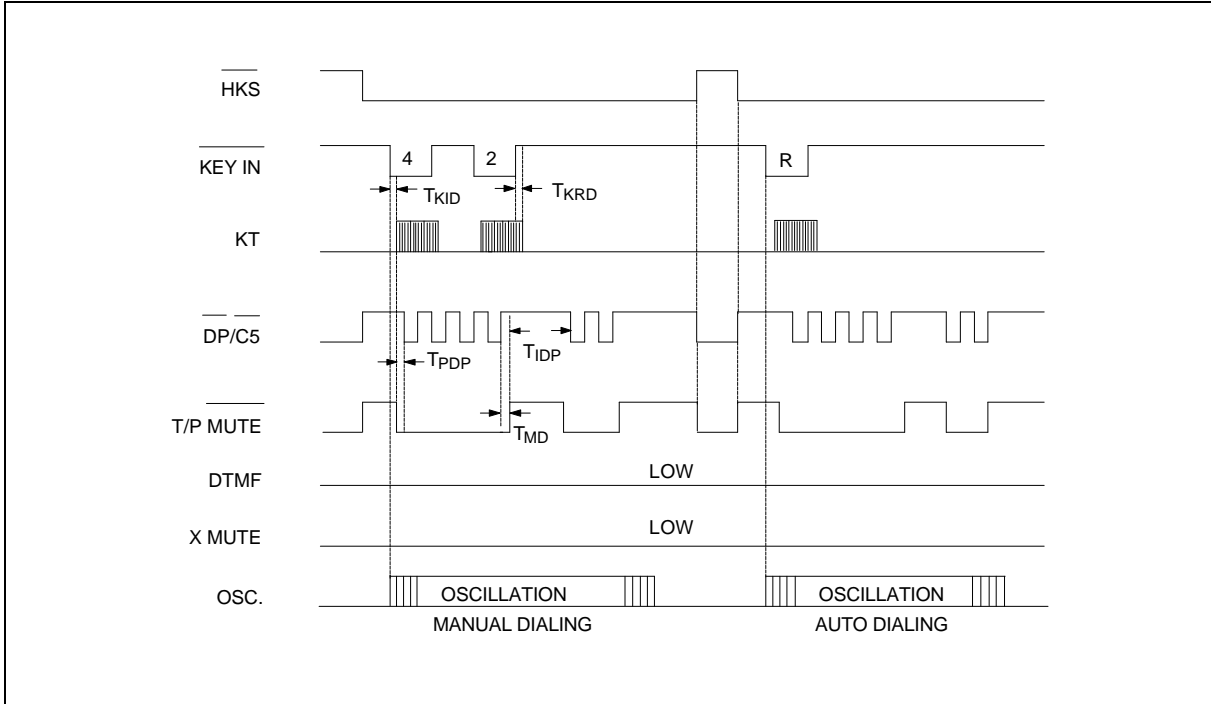 HKS
KEY IN
4
2
R
TKID
TKRD
KT
DP/C5
TPDP
TIDP
T/P MUTE
TMD
DTMF
LOW
X MUTE
LOW
OSC.
OSCILLATION
OSCILLATION
MANUAL DIALING
AUTO DIALING